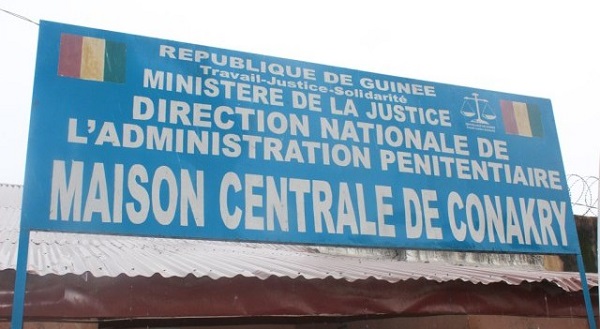 REPUBLIQUE DE GUINEE
Travail-Justice-Solidarité
MINISTERE DE LA JUSTICE
DIRECTION NATIONALE DE
L'ADMINISTRATION PENITENTIAIRE
MAISON CENTRALE DE CONAKRY